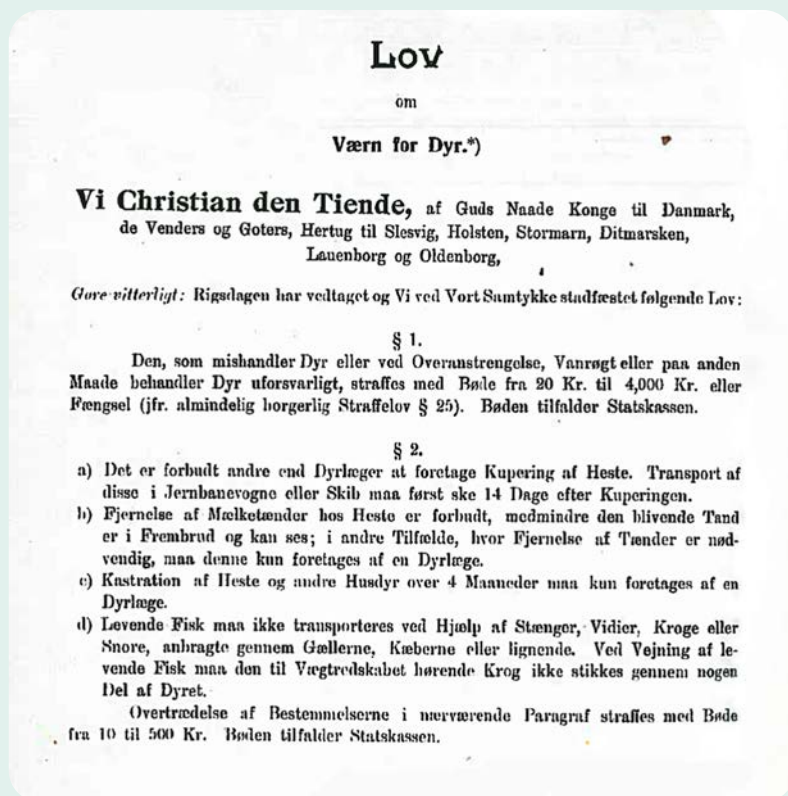 Lov
om
Værn for Dyr.*)
Vi Christian den Tiende, af Guds Naade Konge til Danmark,
de Venders og Goters, Hertug til Slesvig, Holsten, Stormarn, Ditmarsken,
Lauenborg og Oldenborg,
Gøre vitterligt: Rigsdagen har vedtaget og Vi ved Vort Samtykke stadfæstet følgende Lov:
§ 1.
Den, som mishandler Dyr eller ved Overanstrengelse, Vanrøgt eller paa anden
Maade behandler Dyr uforsvarligt, straffes med Bøde fra 20 Kr. til 4,000 Kr. eller
Fængsel (jfr. almindelig borgerlig Straffelov § 25). Bøden tilfalder Statskassen.
§ 2.
a) Det er forbudt andre end Dyrlæger at foretage Kupering af Heste. Transport af
disse i Jernbanevogne eller Skib maa først ske 14 Dage efter Kuperingen.
b) Fjernelse af Mælketænder hos Heste er forbudt, medmindre den blivende Tand
er i Frembrud og kan ses; i andre Tilfælde, hvor Fjernelse af Tænder er nød-
vendig, maa denne kun foretages af en Dyrlæge.
c) Kastration af Heste og andre Husdyr over 4 Maaneder maa kun foretages af en
Dyrlæge.
d) Levende Fisk maa ikke transporteres ved Hjælp af Stænger, Vidier, Kroge eller
Snore, anbragte gennem Gællerne, Kæberne eller lignende. Ved Vejning af le-
vende Fisk maa den til Vægtredskabet hørende Krog ikke stikkes gennem nogen
Del af Dyret.
Overtrædelse af Bestemmelserne i nærværende Paragraf straffes med Bøde
fra 10 til 500 Kr. Bøden tilfalder Statskassen.